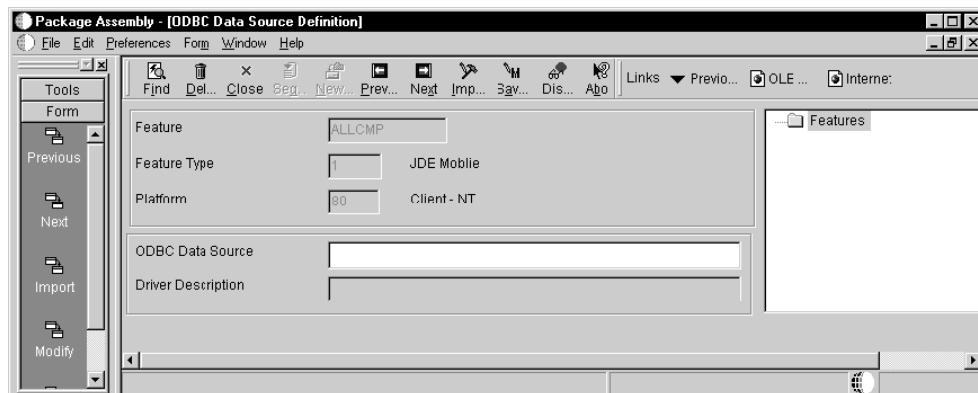 Package Assembly - [ODBC Data Source Definition]
File Edit Preferences Form Window Help
Find Del... Close Seq.. New... Prev... Next Imp... Sav... Dis... Abo Links Previo... OLE ... Interne:
Tools
Form
Previous
Next
Import
Modify
Feature ALLCMP
Feature Type 1 JDE Moblie
Platform 80 Client - NT
ODBC Data Source
Driver Description
Features